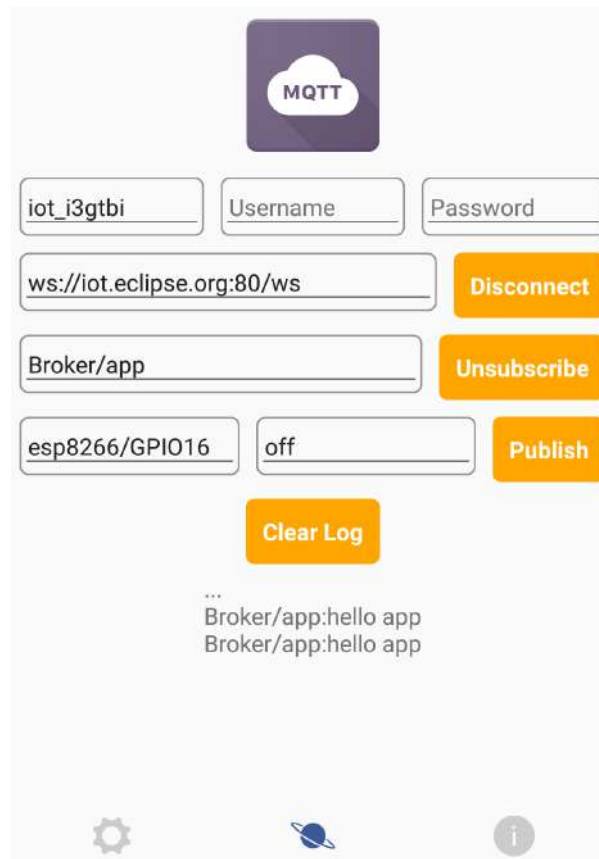 MQTT
iot_i3gtbi Username Password
ws://iot.eclipse.org:80/ws Disconnect
Broker/app Unsubscribe
esp8266/GPIO16 off Publish
Clear Log
...
Broker/app:hello app
Broker/app:hello app
i